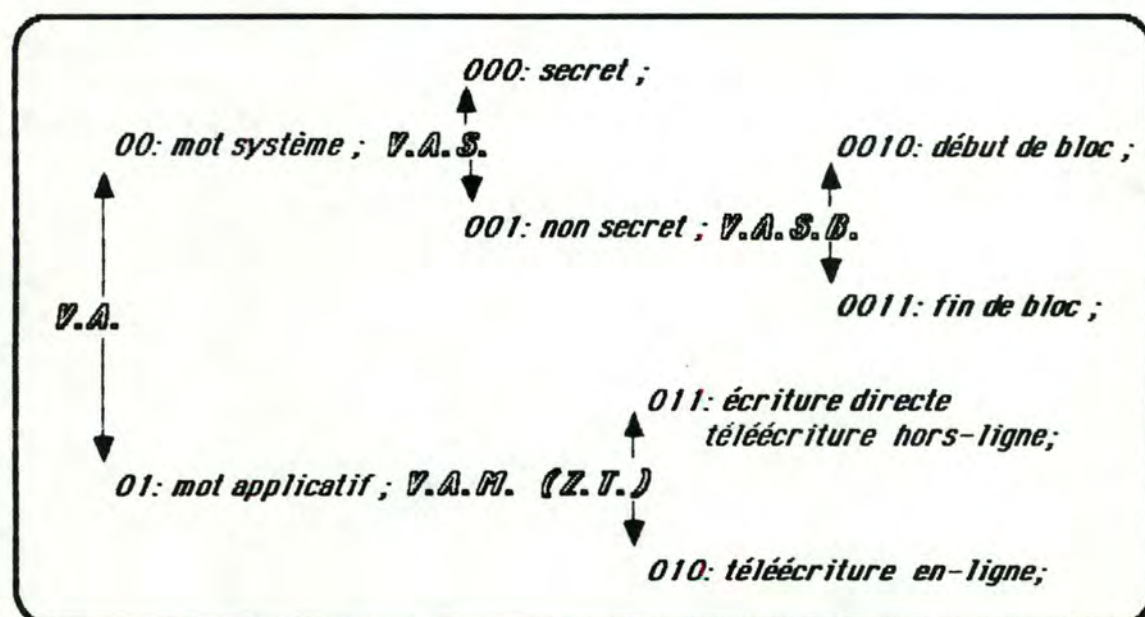 000: secret ;
00: mot système ; V.A.S.
0010: début de bloc ;
001: non secret ; V.A.S.B.
0011: fin de bloc ;
V.A.
011: écriture directe
téléécriture hors-ligne;
01: mot applicatif ; V.A.M. (Z.T.)
010: téléécriture en-ligne;